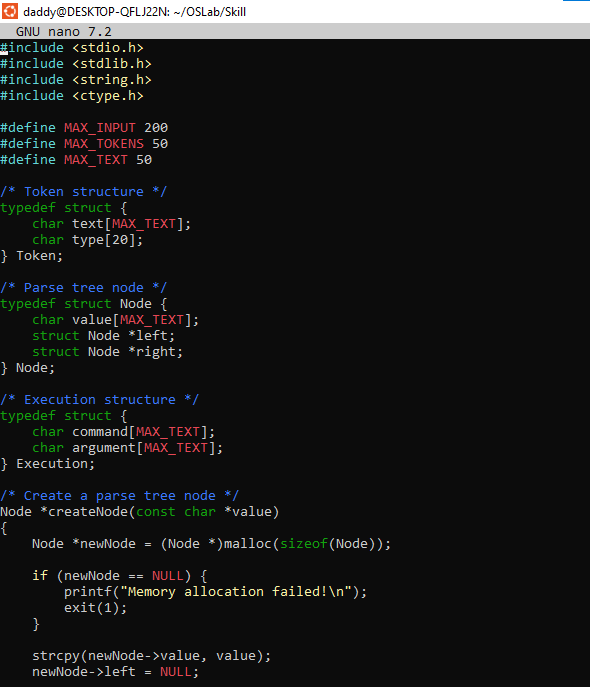 daddy@DESKTOP-QFLJ22N: ~/OSLab/Skill
GNU nano 7.2
#include <stdio.h>
#include <stdlib.h>
#include <string.h>
#include <ctype.h>

#define MAX_INPUT 200
#define MAX_TOKENS 50
#define MAX_TEXT 50

/* Token structure */
typedef struct {
    char text[MAX_TEXT];
    char type[20];
} Token;

/* Parse tree node */
typedef struct Node {
    char value[MAX_TEXT];
    struct Node *left;
    struct Node *right;
} Node;

/* Execution structure */
typedef struct {
    char command[MAX_TEXT];
    char argument[MAX_TEXT];
} Execution;

/* Create a parse tree node */
Node *createNode(const char *value)
{
    Node *newNode = (Node *)malloc(sizeof(Node));

    if (newNode == NULL) {
        printf("Memory allocation failed!\n");
        exit(1);
    }

    strcpy(newNode->value, value);
    newNode->left = NULL;